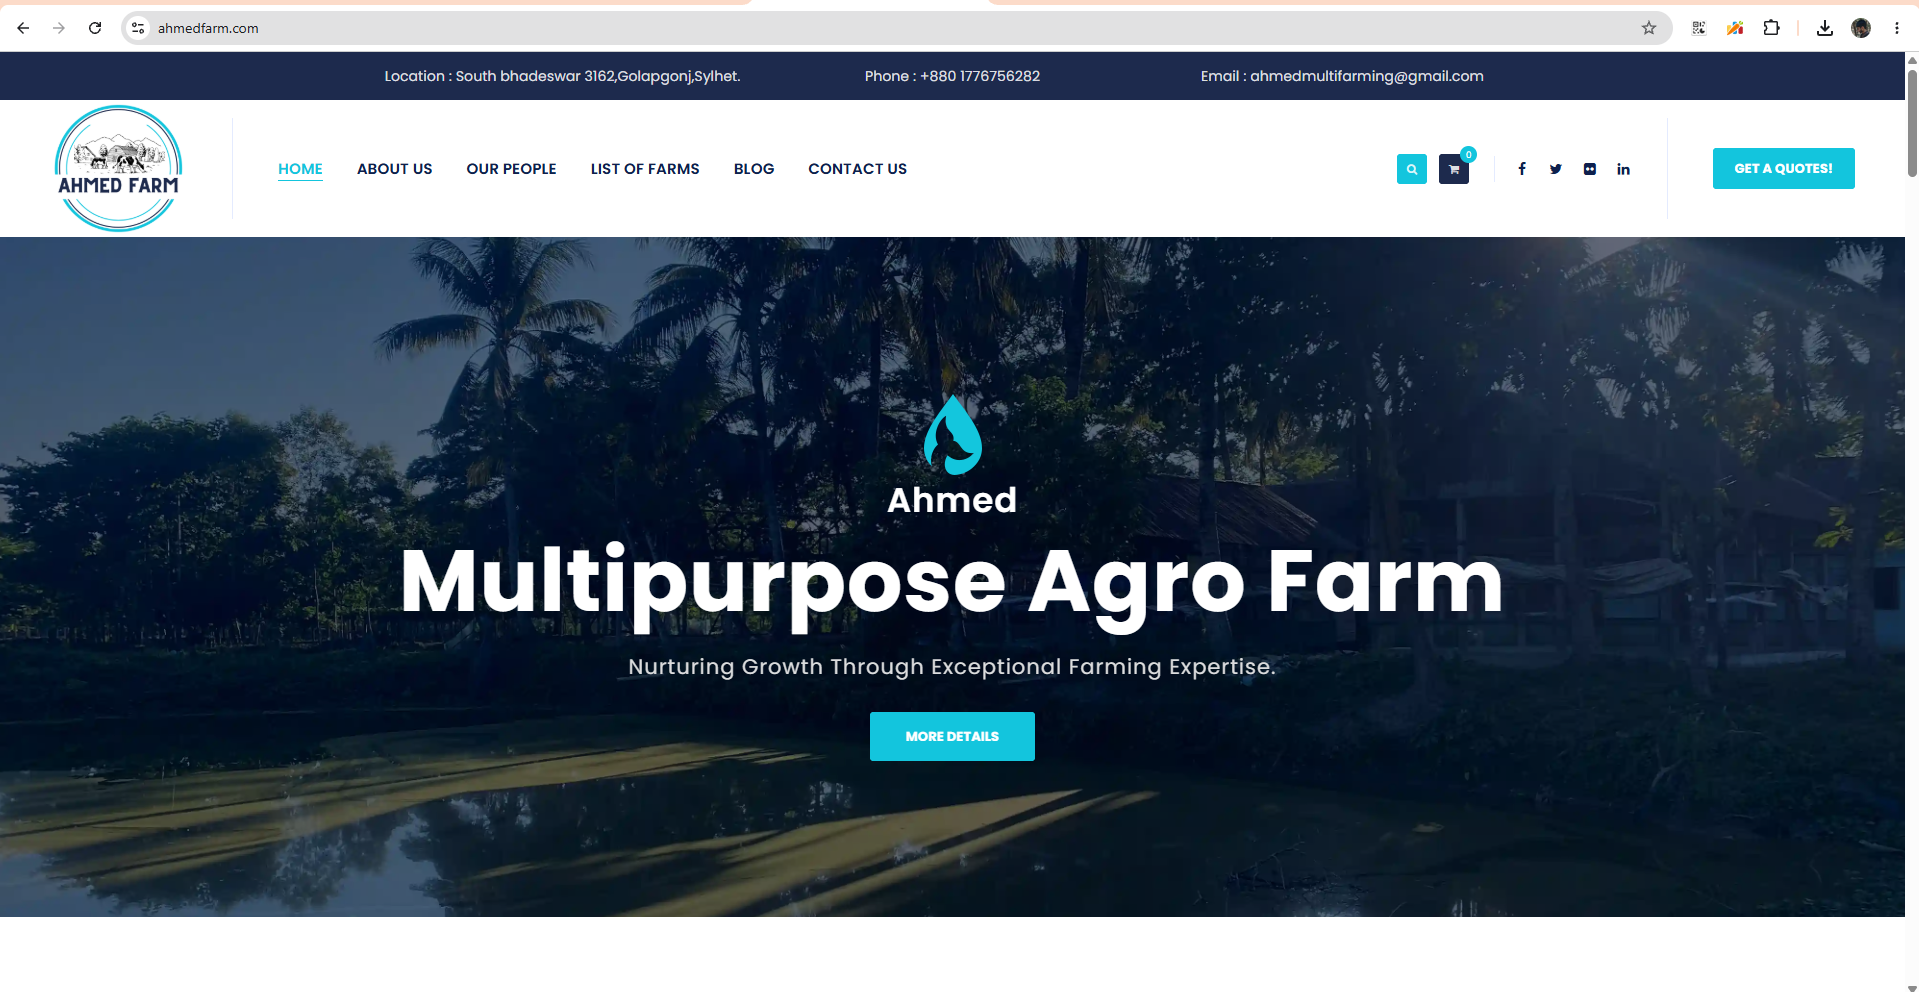 ahmedfarm.com
Location : South bhadeswar 3162,Golapgonj,Sylhet.
Phone : +880 1776756282
Email : ahmedmultifarming@gmail.com
AHMED FARM
HOME
ABOUT US
OUR PEOPLE
LIST OF FARMS
BLOG
CONTACT US
0
GET A QUOTES!
Ahmed
Multipurpose Agro Farm
Nurturing Growth Through Exceptional Farming Expertise.
MORE DETAILS